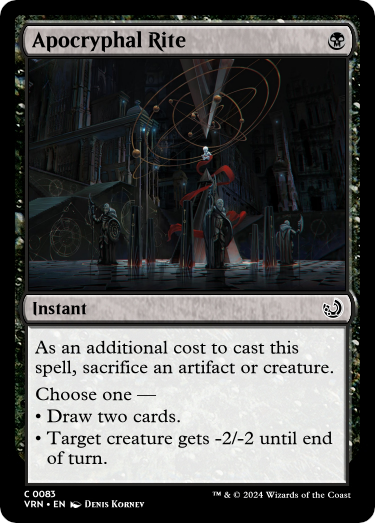 Apocryphal Rite
Instant
As an additional cost to cast this
spell, sacrifice an artifact or creature.
Choose one —
• Draw two cards.
• Target creature gets -2/-2 until end
of turn.
C 0083
VRN • EN Denis Kornev
™ & © 2024 Wizards of the Coast